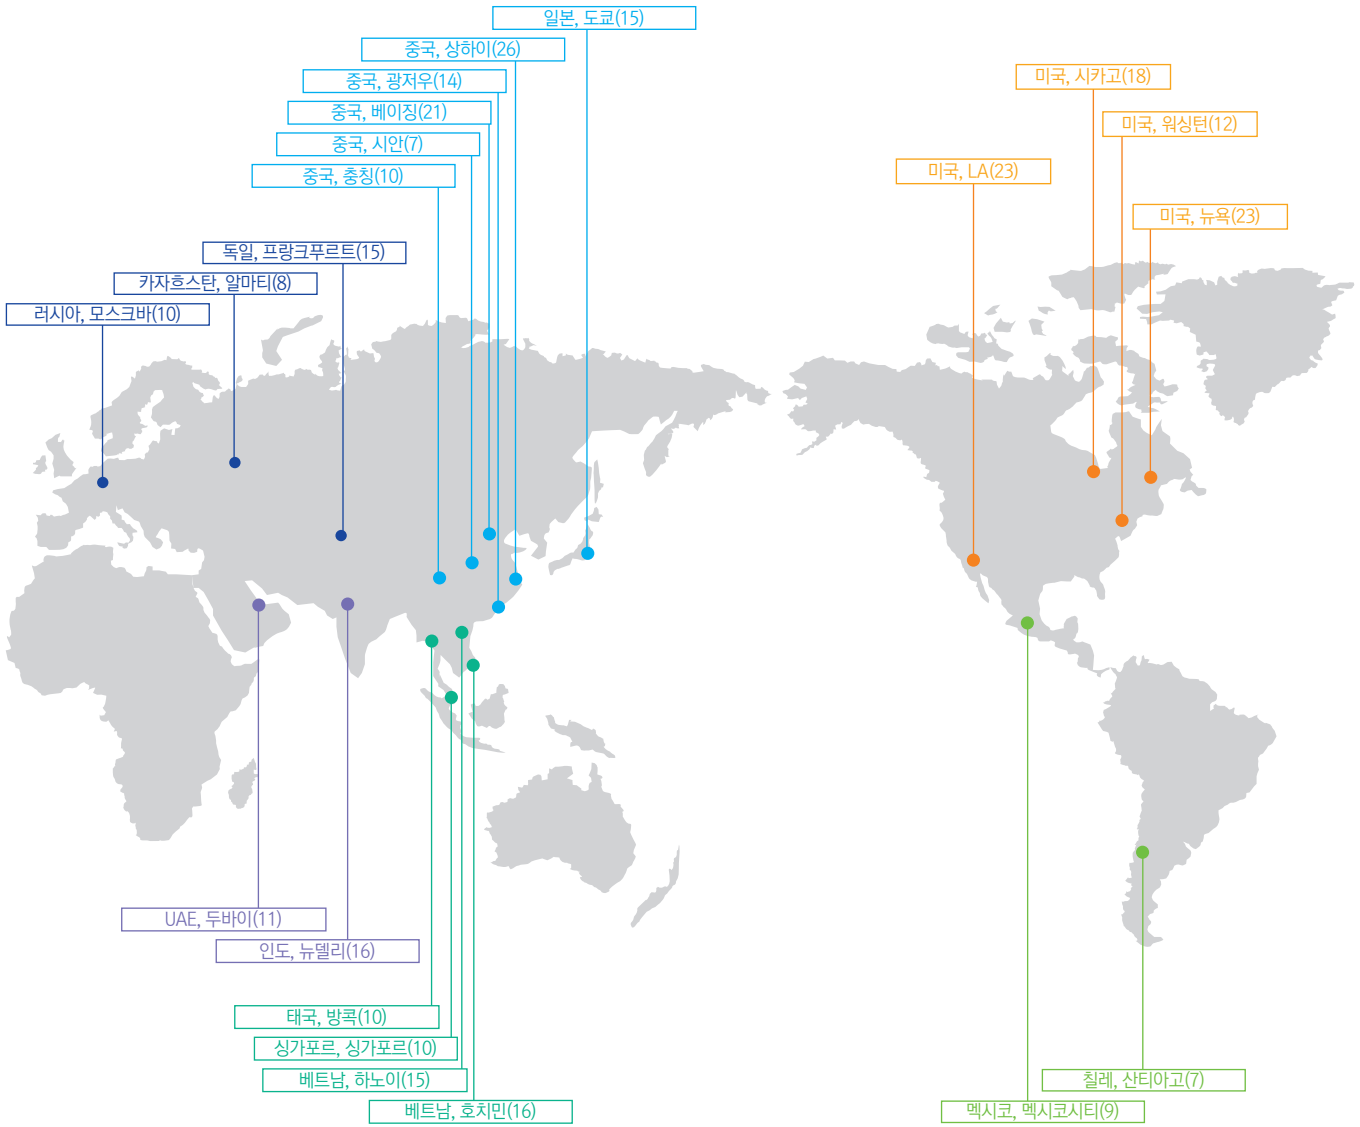 일본, 도쿄(15)
중국, 상하이(26)
중국, 광저우(14)
중국, 베이징(21)
중국, 시안(7)
중국, 충칭(10)
미국, 시카고(18)
미국, 워싱턴(12)
미국, LA(23)
미국, 뉴욕(23)
독일, 프랑크푸르트(15)
카자흐스탄, 알마티(8)
러시아, 모스크바(10)
UAE, 두바이(11)
인도, 뉴델리(16)
태국, 방콕(10)
싱가포르, 싱가포르(10)
베트남, 하노이(15)
베트남, 호치민(16)
칠레, 산티아고(7)
멕시코, 멕시코시티(9)